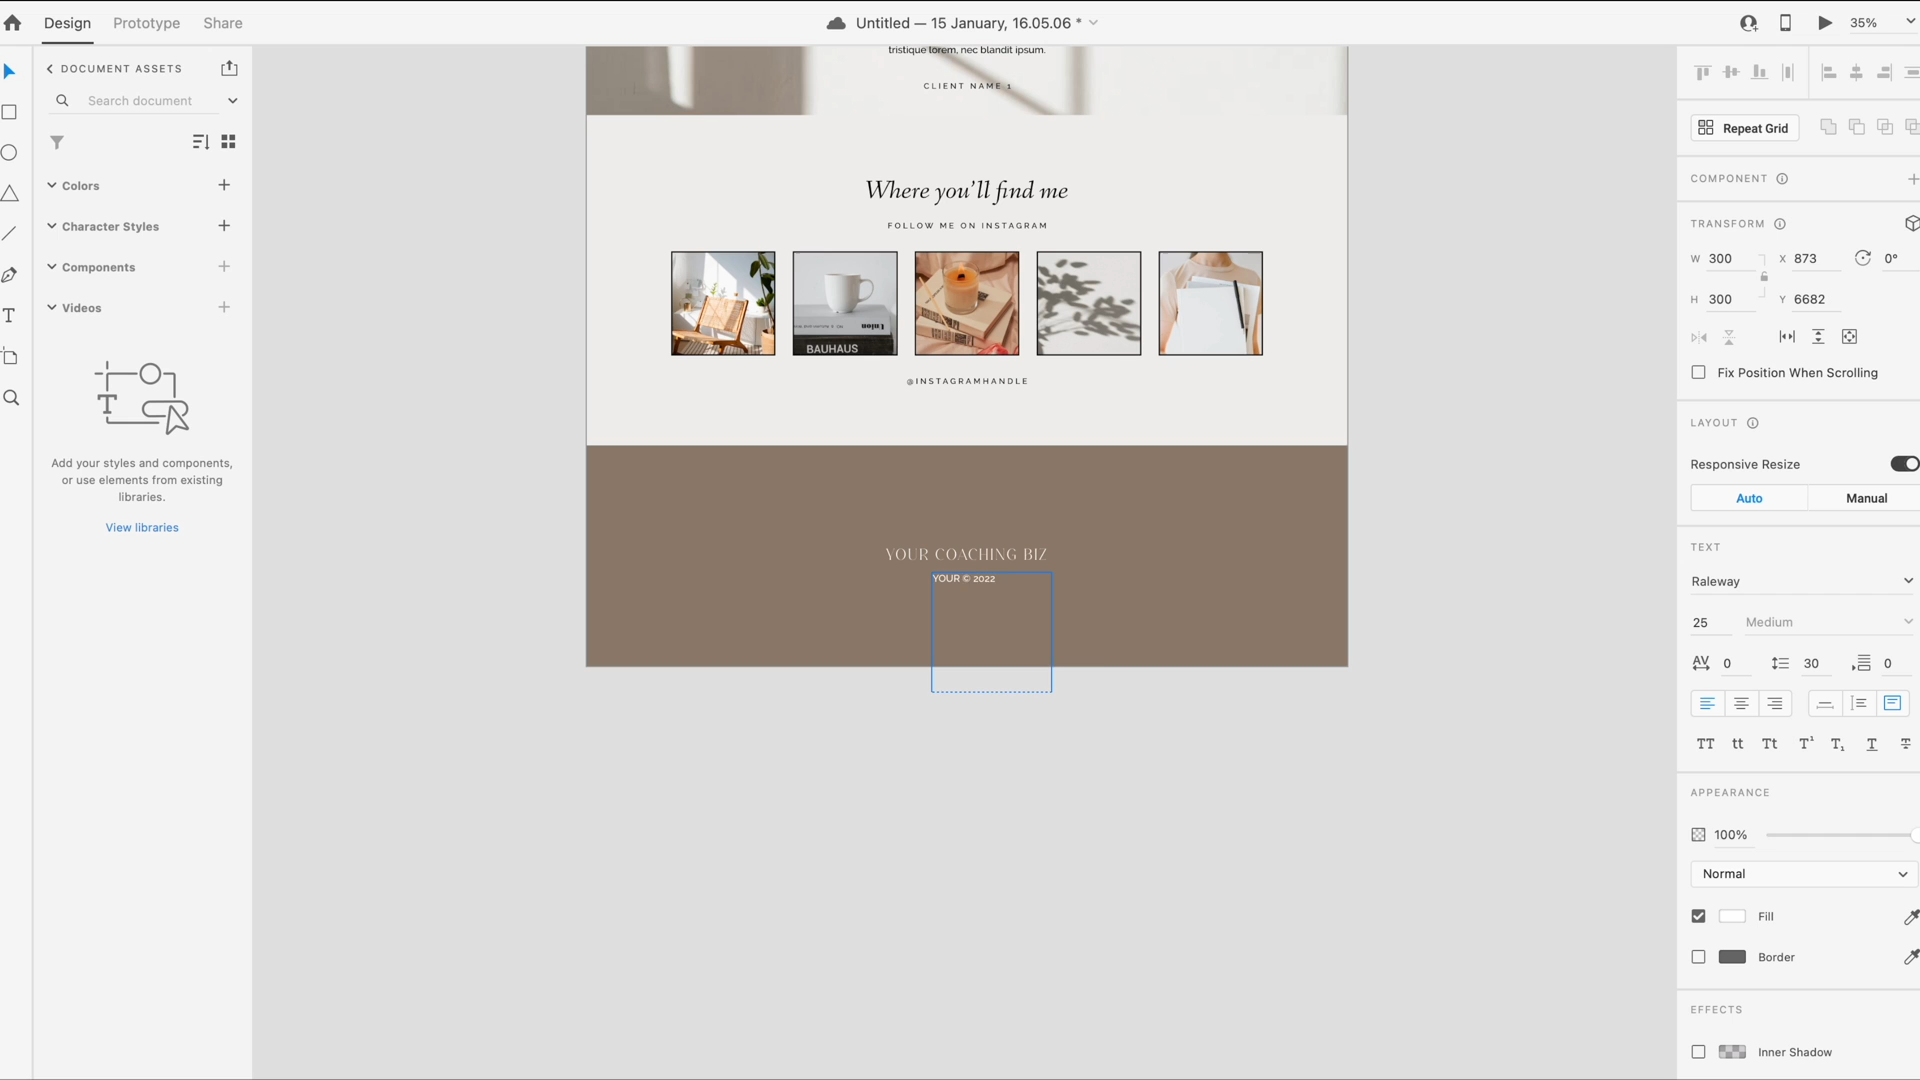 Design Prototype Share
Untitled — 15 January, 16.05.06 *
35%
DOCUMENT ASSETS
Search document
Colors
Character Styles
Components
Videos
T
Add your styles and components,
or use elements from existing
libraries.
View libraries
tristique lorem, nec blandit ipsum.
CLIENT NAME 1
Where you'll find me
FOLLOW ME ON INSTAGRAM
Union
BAUHAUS
@INSTAGRAMHANDLE
YOUR COACHING BIZ
YOUR © 2022
Repeat Grid
COMPONENT
TRANSFORM
W 300 X 873 0°
H 300 Y 6682
Fix Position When Scrolling
LAYOUT
Responsive Resize
Auto Manual
TEXT
Raleway
25 Medium
AV 0 30 0
TT tt Tt T¹ T₁ T T
APPEARANCE
100%
Normal
Fill
Border
EFFECTS
Inner Shadow